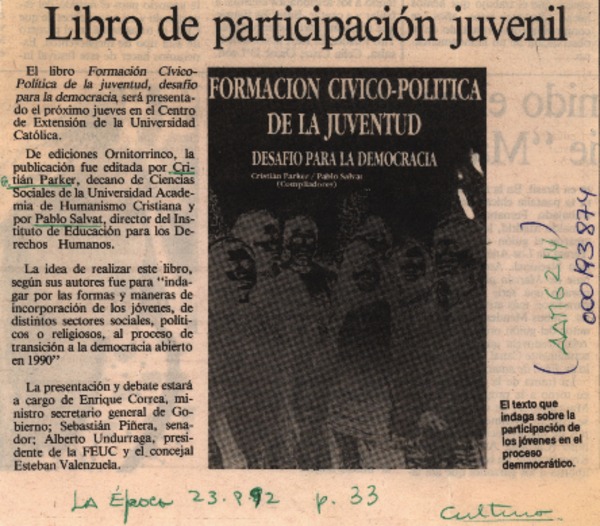 Libro de participación juvenil
El libro Formación Cívico-
Política de la juventud, desafío
para la democracia, será presenta-
do el próximo jueves en el Centro
de Extensión de la Universidad
Católica.
De ediciones Ornitorrinco, la
publicación fue editada por Cri-
tián Parker, decano de Ciencias
Sociales de la Universidad Acade-
mia de Humanismo Cristiana y
por Pablo Salvat, director del Ins-
tituto de Educación para los De-
rechos Humanos.
La idea de realizar este libro,
según sus autores fue para "inda-
gar por las formas y maneras de
incorporación de los jóvenes, de
distintos sectores sociales, políti-
cos o religiosos, al proceso de
transición a la democracia abierto
en 1990"
La presentación y debate estará
a cargo de Enrique Correa, mi-
nistro secretario general de Go-
bierno; Sebastián Piñera, sena-
dor; Alberto Undurraga, presi-
dente de la FEUC y el concejal
Esteban Valenzuela.
FORMACION CIVICO-POLITICA
DE LA JUVENTUD
DESAFIO PARA LA DEMOCRACIA
Cristián Parker / Pablo Salvat
(Compiladores)
El texto que
indaga sobre la
participación de
los jóvenes en el
proceso
demmocrático.
(AAM6214)
000193874
La Época 23.9.92 p. 33
Cultura